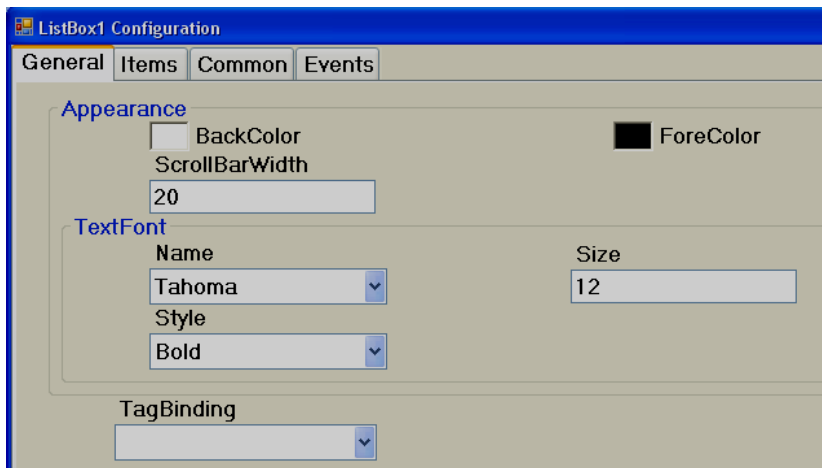 ListBox1 Configuration
General Items Common Events
Appearance
BackColor ForeColor
ScrollBarWidth
20
TextFont
Name Size
Tahoma 12
Style
Bold
TagBinding